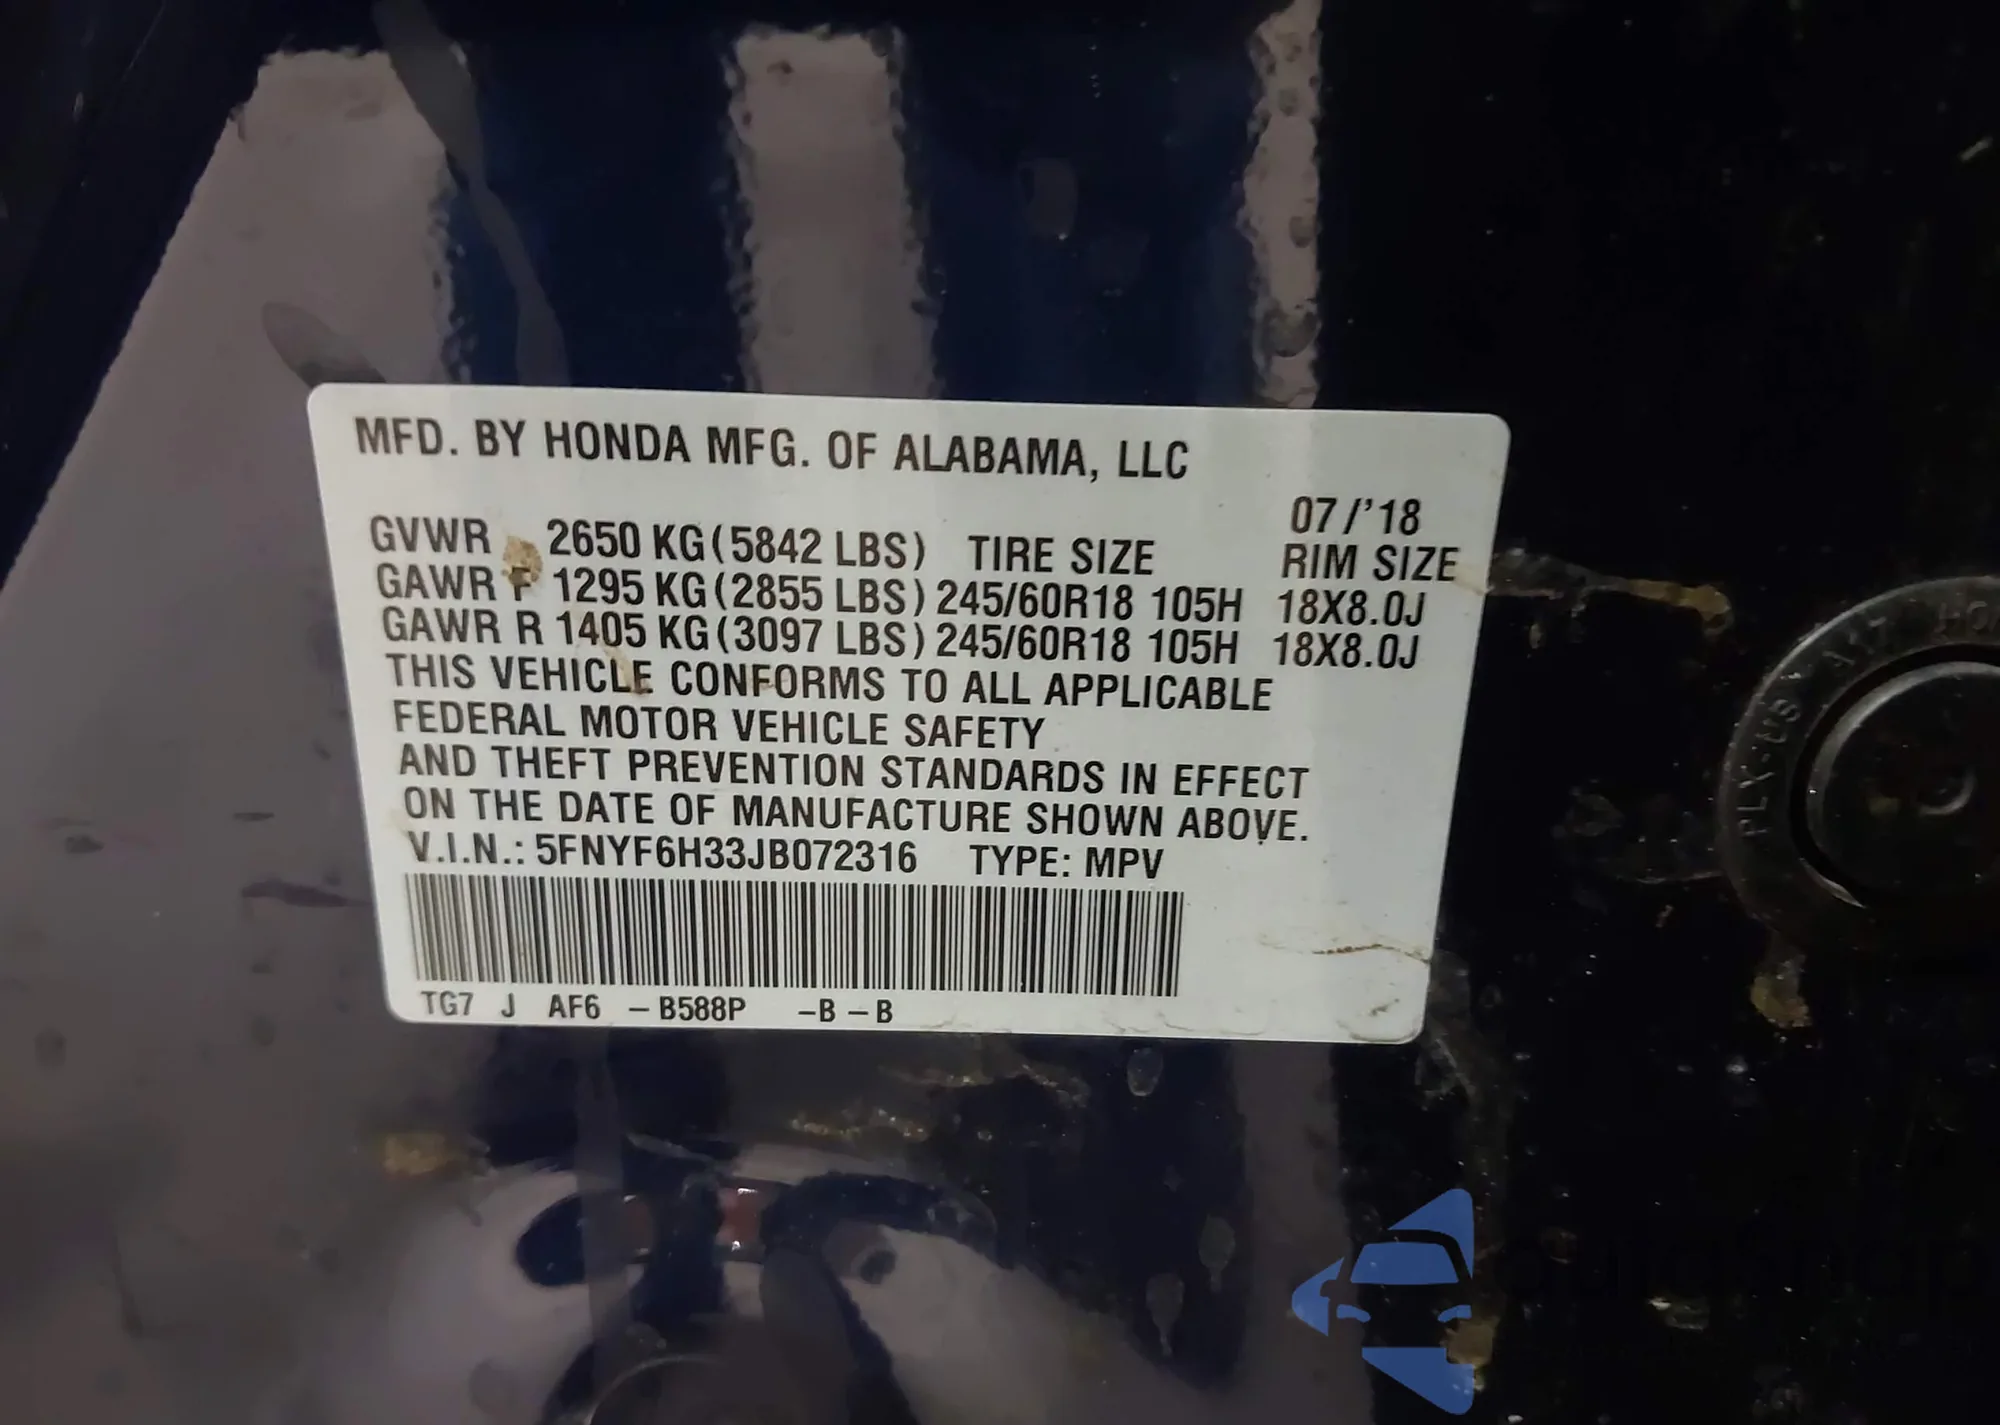 MFD. BY HONDA MFG. OF ALABAMA, LLC
07/'18
GVWR 2650 KG (5842 LBS) TIRE SIZE RIM SIZE
GAWR F 1295 KG (2855 LBS) 245/60R18 105H 18X8.0J
GAWR R 1405 KG (3097 LBS) 245/60R18 105H 18X8.0J
THIS VEHICLE CONFORMS TO ALL APPLICABLE
FEDERAL MOTOR VEHICLE SAFETY
AND THEFT PREVENTION STANDARDS IN EFFECT
ON THE DATE OF MANUFACTURE SHOWN ABOVE.
V.I.N.: 5FNYF6H33JB072316 TYPE: MPV
TG7 J AF6 – B588P –B – B